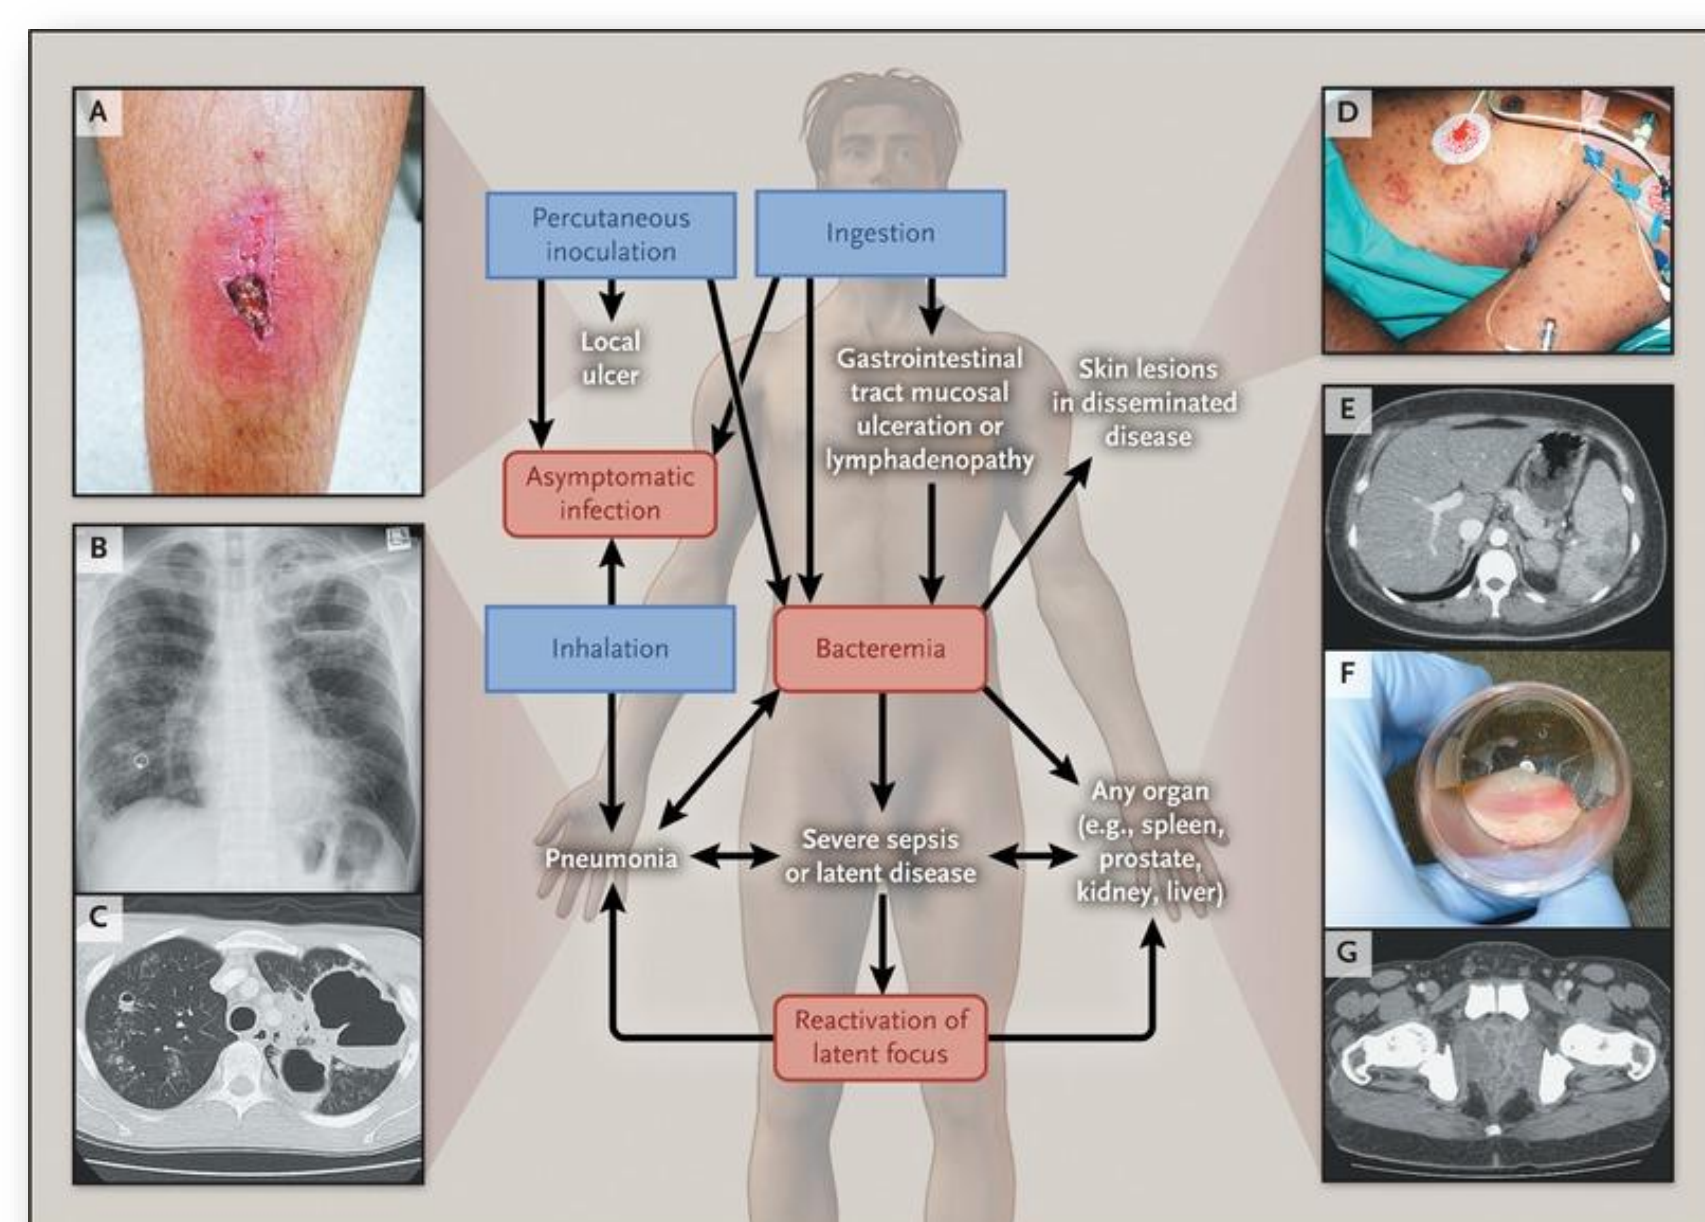 A
B
C
Percutaneous
inoculation
Ingestion
Local
ulcer
Gastrointestinal
tract mucosal
ulceration or
lymphadenopathy
Skin lesions
in disseminated
disease
Asymptomatic
infection
Inhalation
Bacteremia
Pneumonia
Severe sepsis
or latent disease
Any organ
(e.g., spleen,
prostate,
kidney, liver)
Reactivation of
latent focus
D
E
F
G